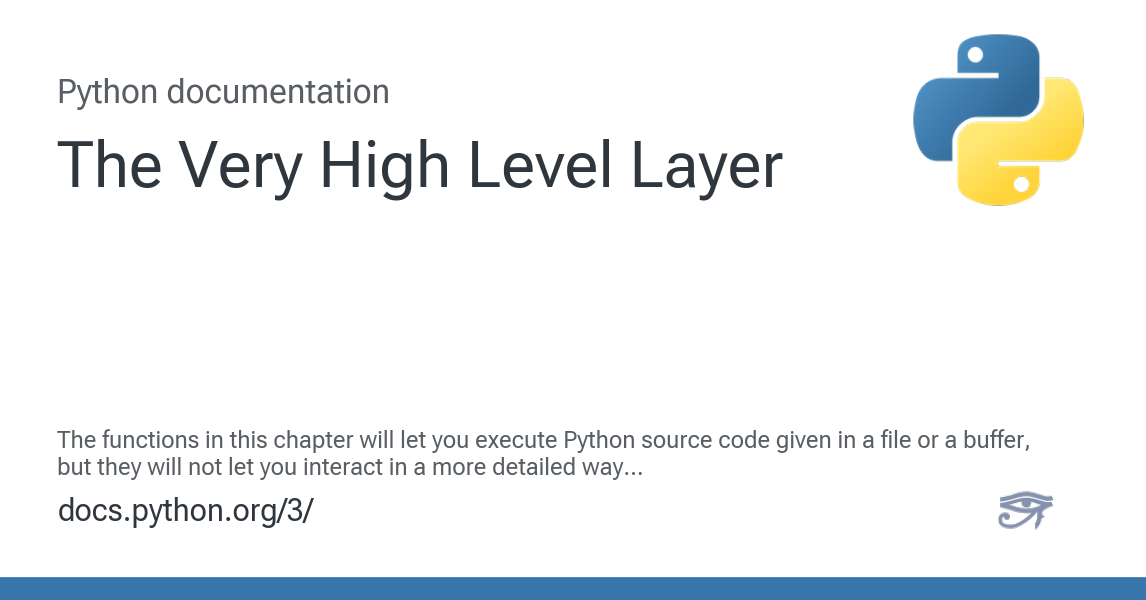 Python documentation
The Very High Level Layer
The functions in this chapter will let you execute Python source code given in a file or a buffer,
but they will not let you interact in a more detailed way...
docs.python.org/3/